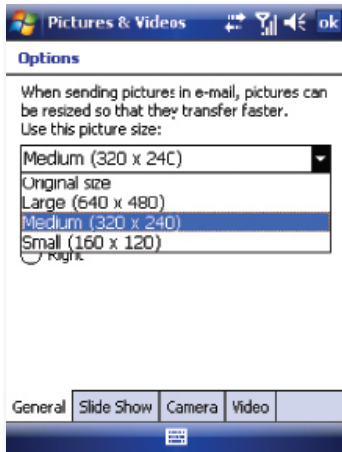 Pictures & Videos
ok
Options
When sending pictures in e-mail, pictures can
be resized so that they transfer faster.
Use this picture size:
Medium (320 x 240)
Original size
Large (640 x 480)
Medium (320 x 240)
Small (160 x 120)
Right
General Slide Show Camera Video